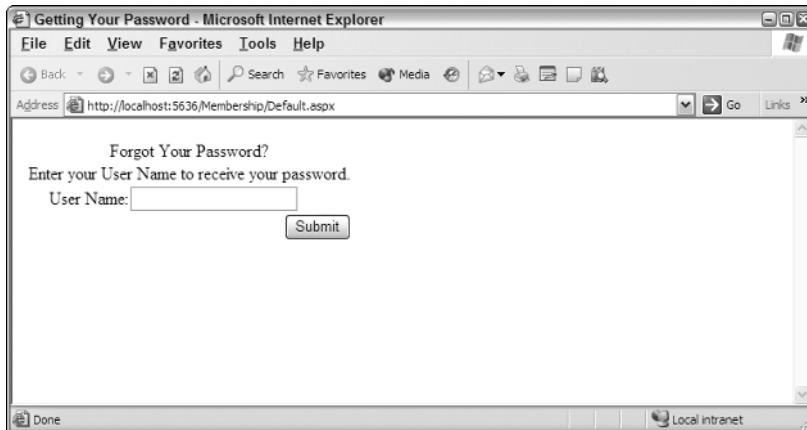 Getting Your Password - Microsoft Internet Explorer
File Edit View Favorites Tools Help
Back Search Favorites Media
Address http://localhost:5636/Membership/Default.aspx Go Links »
Forgot Your Password?
Enter your User Name to receive your password.
User Name:
Submit
Done Local intranet